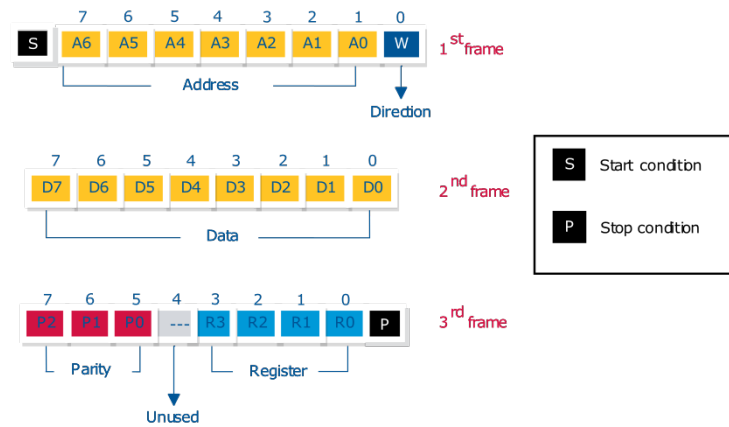 7 6 5 4 3 2 1 0
S A6 A5 A4 A3 A2 A1 A0 W
1st frame
Address
Direction
7 6 5 4 3 2 1 0
D7 D6 D5 D4 D3 D2 D1 D0
2nd frame
Data
S Start condition
P Stop condition
7 6 5 4 3 2 1 0
P2 P1 P0 --- R3 R2 R1 R0 P
3rd frame
Parity Register
Unused